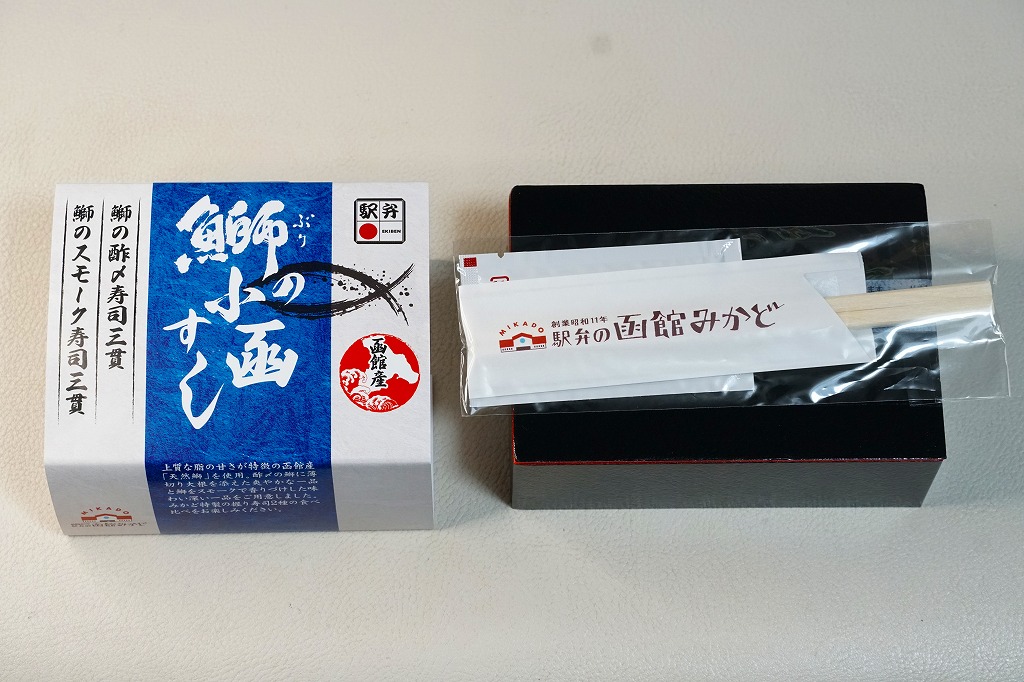 駅弁
EKIBEN
ぶり
鰤の小函
すし
鰤の酢〆寿司三貫
鰤のスモーク寿司三貫
函館産
上質な脂の甘さが特徴の函館産
「天然鰤」を使用。酢〆の鰤に薄
切り大根を添えた爽やかな一品
と鰤をスモークで香りづけした味
わい深い一品をご用意しました。
みかど特製の握り寿司2種の食べ
比べをお楽しみください。
MIKADO
函館みかど
MIKADO
創業昭和11年
駅弁の函館みかど